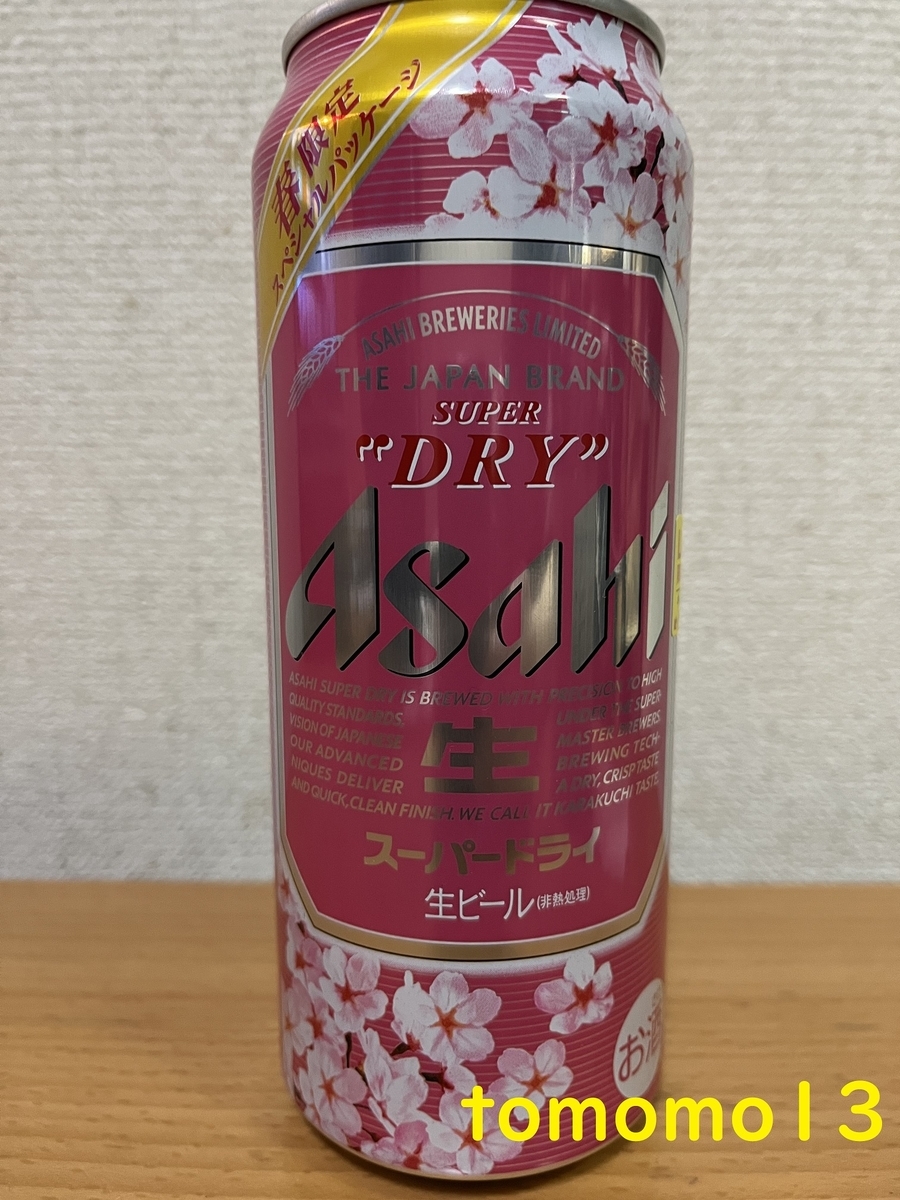 春限定
スペシャルパッケージ
ASAHI BREWERIES LIMITED
THE JAPAN BRAND
SUPER
"DRY"
Asahi
ASAHI SUPER DRY IS BREWED WITH PRECISION TO HIGH
QUALITY STANDARDS, UNDER THE SUPER-
VISION OF JAPANESE MASTER BREWERS.
OUR ADVANCED BREWING TECH-
NIQUES DELIVER A DRY, CRISP TASTE
AND QUICK, CLEAN FINISH. WE CALL IT KARAKUCHI TASTE.
生
スーパードライ
生ビール(非熱処理)
お酒
tomomo13